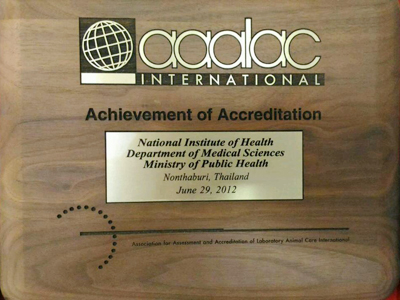 aaalac
INTERNATIONAL
Achievement of Accreditation
National Institute of Health
Department of Medical Sciences
Ministry of Public Health
Nonthaburi, Thailand
June 29, 2012
Association for Assessment and Accreditation of Laboratory Animal Care International